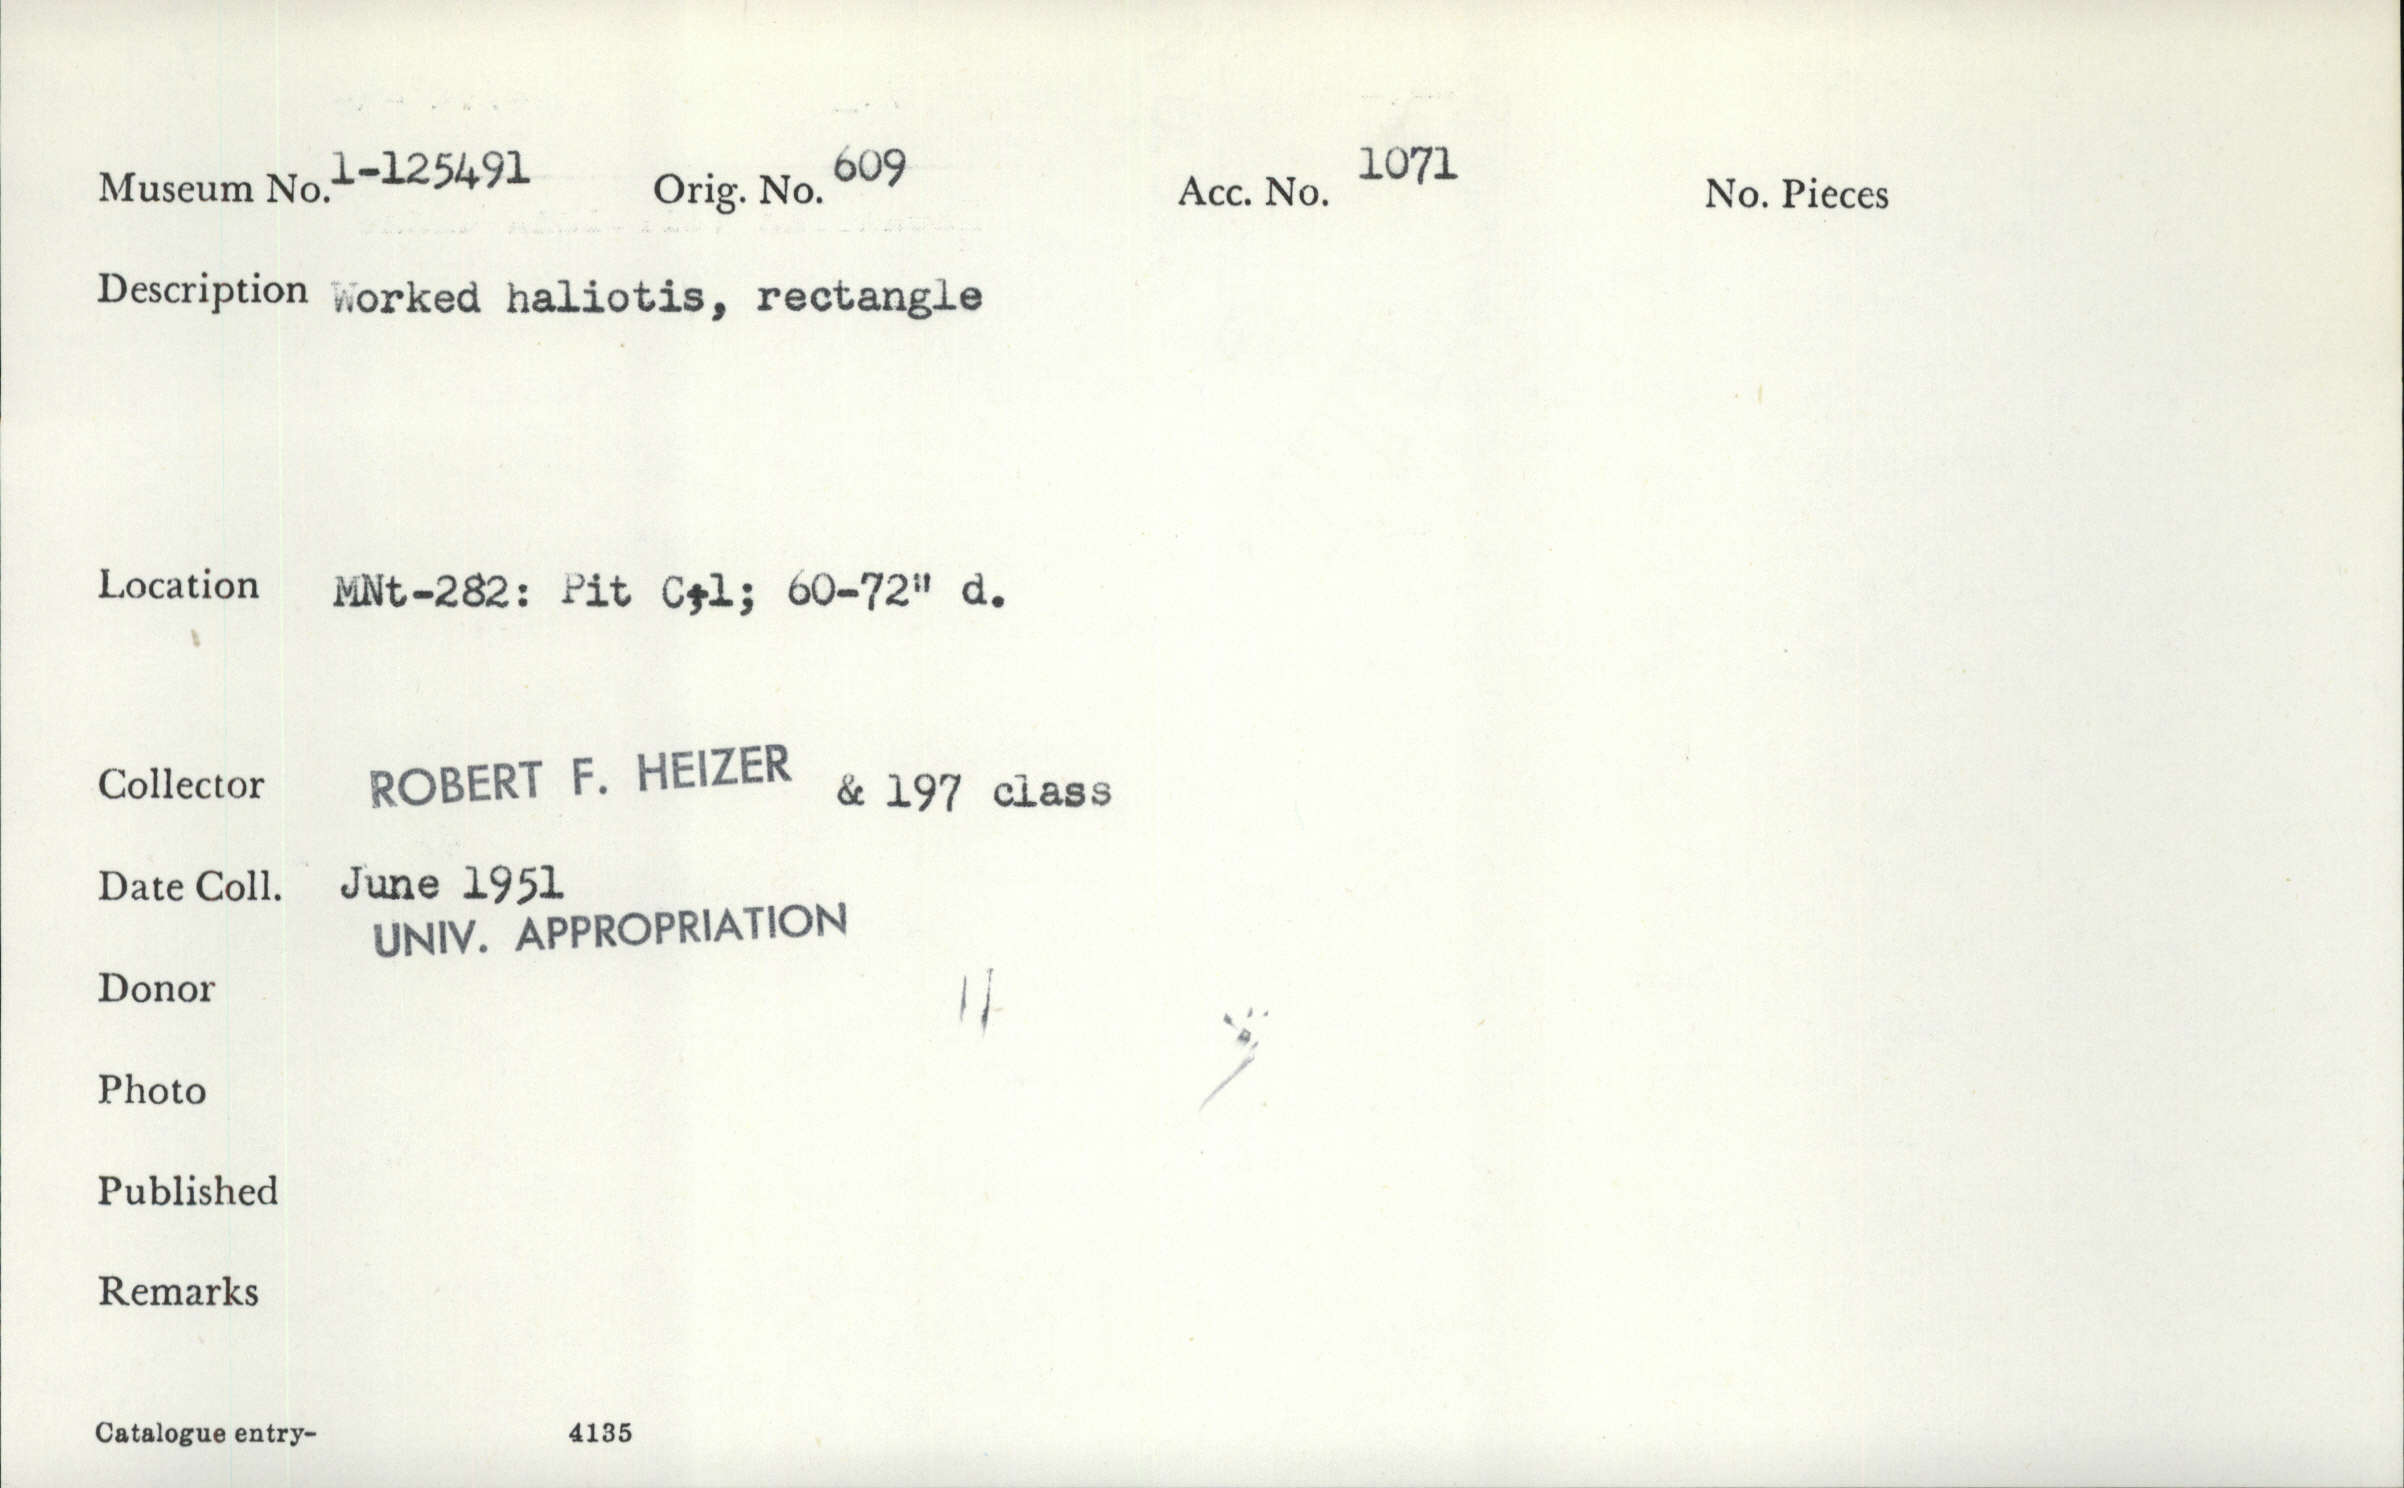 Museum No. 1-125491 Orig. No. 609 Acc. No. 1071 No. Pieces
Description Worked haliotis, rectangle
Location MNt-282: Pit C;1; 60-72" d.
Collector ROBERT F. HEIZER & 197 class
Date Coll. June 1951
UNIV. APPROPRIATION
Donor
Photo
Published
Remarks
Catalogue entry- 4135